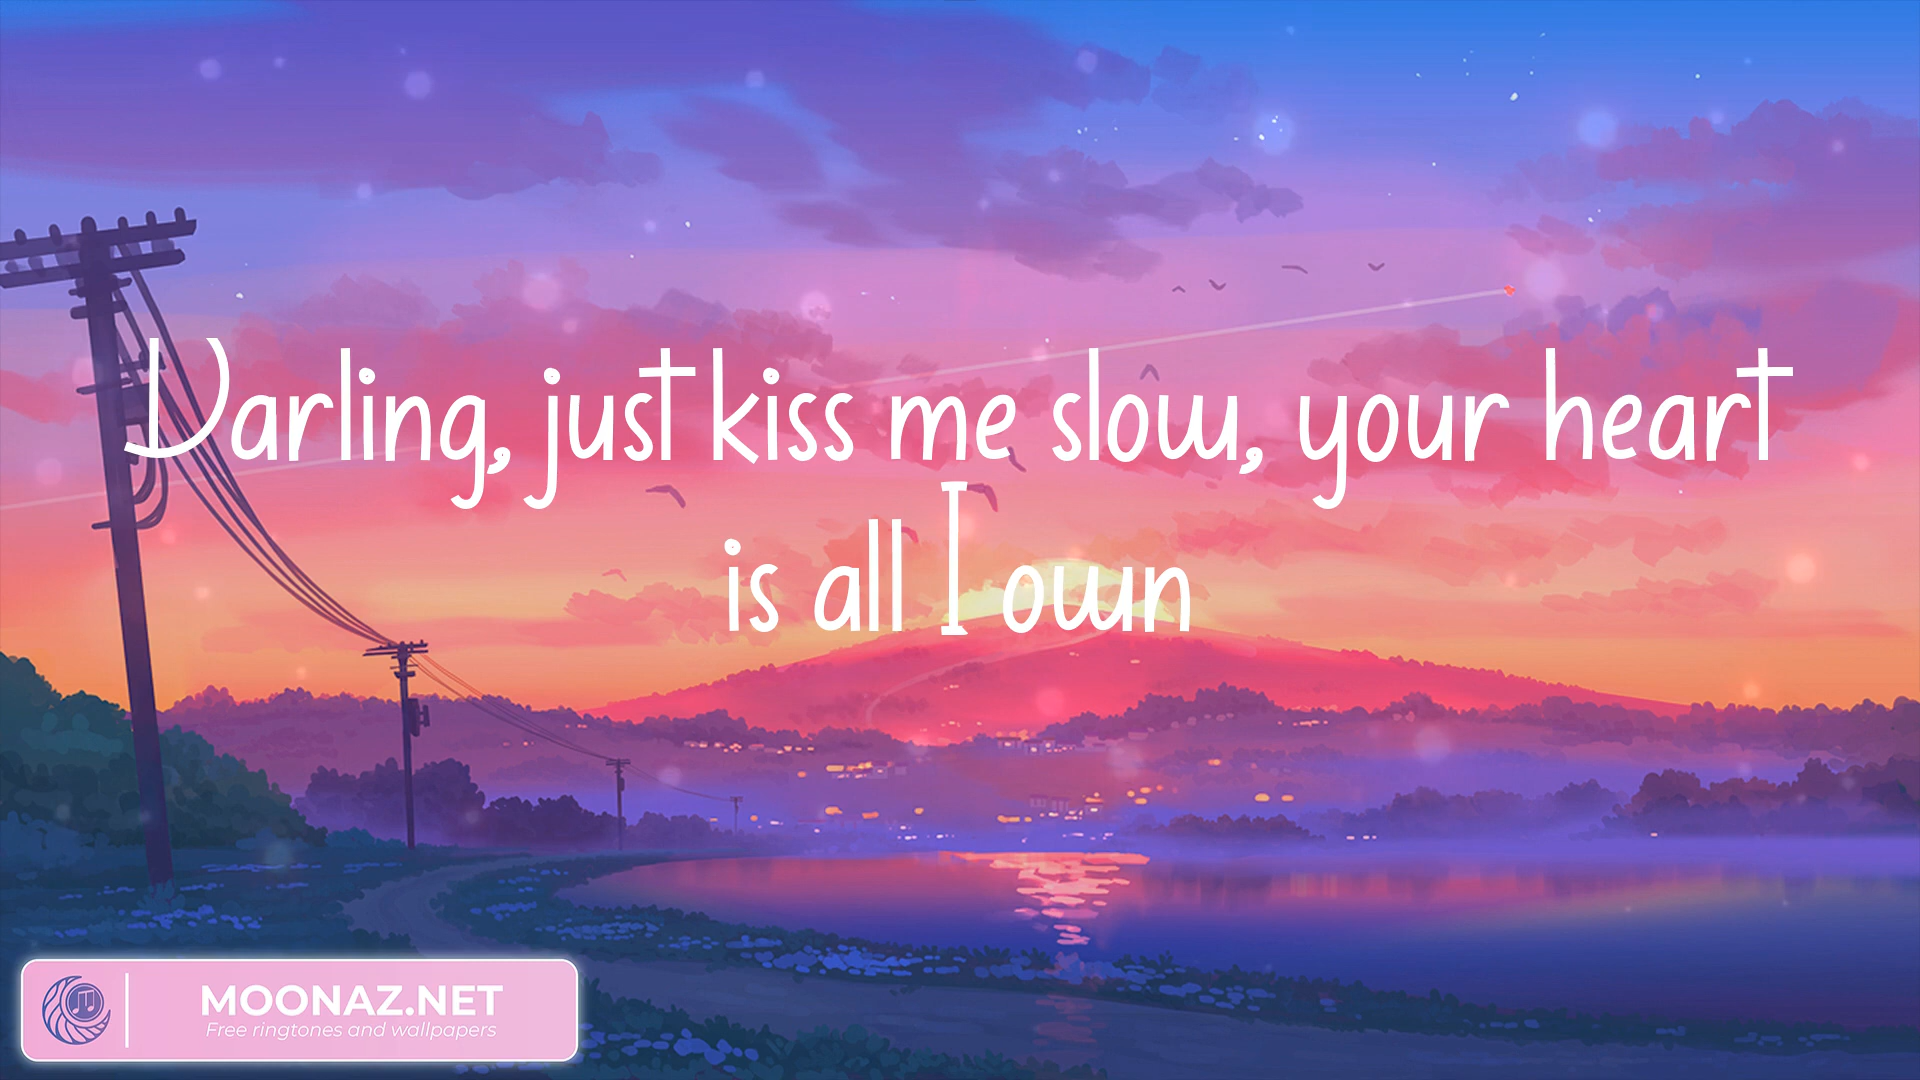 Darling, just kiss me slow, your heart
is all I own
MOONAZ.NET
Free ringtones and wallpapers